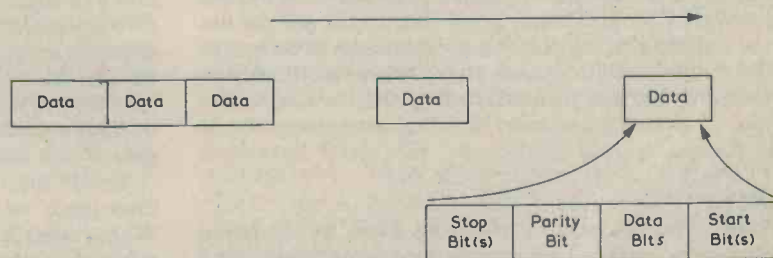 Data Data Data Data Data
Stop Parity Data Start
Bit(s) Bit Bits Bit(s)